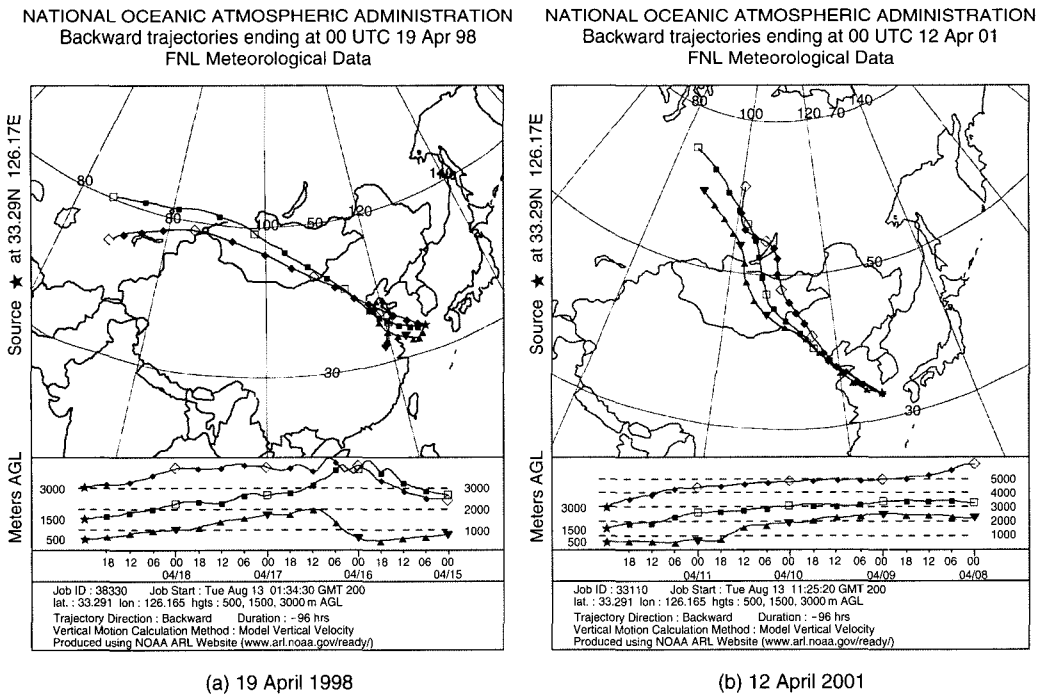 NATIONAL OCEANIC ATMOSPHERIC ADMINISTRATION
Backward trajectories ending at 00 UTC 19 Apr 98
FNL Meteorological Data
Source ★ at 33.29N 126.17E
80
80
100
50
120
140
30
Meters AGL
3000
1500
500
3000
2000
1000
18 12 06 00 18 12 06 00 18 12 06 00 18 12 06 00
04/18 04/17 04/16 04/15
Job ID : 38330 Job Start : Tue Aug 13 01:34:30 GMT 200
lat. : 33.291 lon : 126.165 hgts : 500, 1500, 3000 m AGL
Trajectory Direction : Backward Duration : -96 hrs
Vertical Motion Calculation Method : Model Vertical Velocity
Produced using NOAA ARL Website (www.arl.noaa.gov/ready/)
(a) 19 April 1998
NATIONAL OCEANIC ATMOSPHERIC ADMINISTRATION
Backward trajectories ending at 00 UTC 12 Apr 01
FNL Meteorological Data
Source ★ at 33.29N 126.17E
80
100
120
70
140
50
30
Meters AGL
3000
1500
500
5000
4000
3000
2000
1000
18 12 06 00 18 12 06 00 18 12 06 00 18 12 06 00
04/11 04/10 04/09 04/08
Job ID : 33110 Job Start : Tue Aug 13 11:25:20 GMT 200
lat. : 33.291 lon : 126.165 hgts : 500, 1500, 3000 m AGL
Trajectory Direction : Backward Duration : -96 hrs
Vertical Motion Calculation Method : Model Vertical Velocity
Produced using NOAA ARL Website (www.arl.noaa.gov/ready/)
(b) 12 April 2001